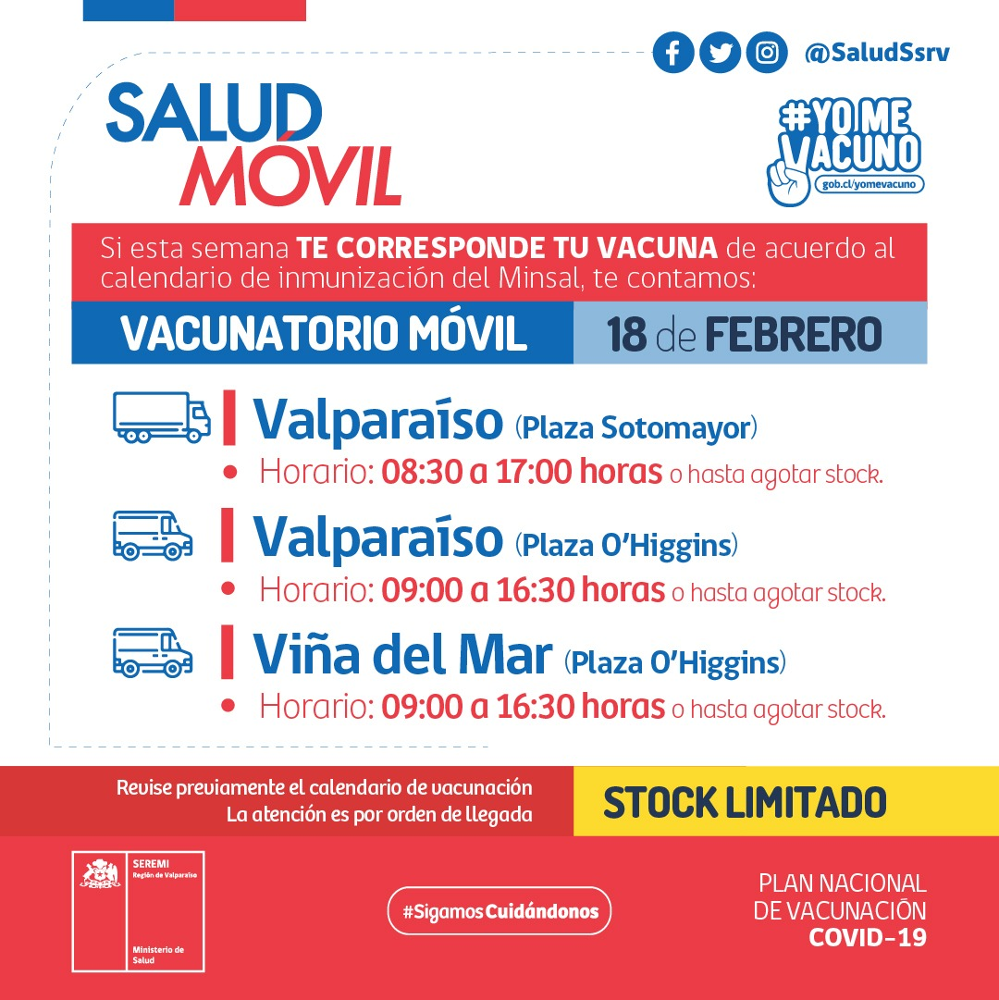 @SaludSsrv
SALUD
MÓVIL
#YO ME
VACUNO
gob.cl/yomevacuno
Si esta semana TE CORRESPONDE TU VACUNA de acuerdo al
calendario de inmunización del Minsal, te contamos:
VACUNATORIO MÓVIL
18 de FEBRERO
Valparaíso (Plaza Sotomayor)
• Horario: 08:30 a 17:00 horas o hasta agotar stock.
Valparaíso (Plaza O’Higgins)
• Horario: 09:00 a 16:30 horas o hasta agotar stock.
Viña del Mar (Plaza O’Higgins)
• Horario: 09:00 a 16:30 horas o hasta agotar stock.
Revise previamente el calendario de vacunación
La atención es por orden de llegada
STOCK LIMITADO
SEREMI
Región de Valparaíso
Ministerio de
Salud
#SigamosCuidándonos
PLAN NACIONAL
DE VACUNACIÓN
COVID-19